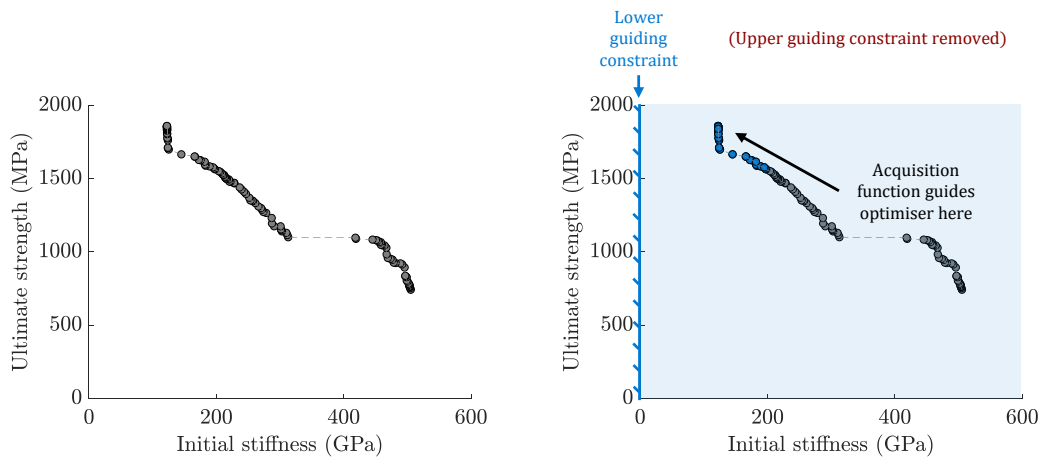 Lower
guiding
constraint
(Upper guiding constraint removed)
2000
1500
1000
500
0
0
200
400
600
Ultimate strength (MPa)
Initial stiffness (GPa)
2000
1500
1000
500
0
0
200
400
600
Ultimate strength (MPa)
Initial stiffness (GPa)
Acquisition
function guides
optimiser here